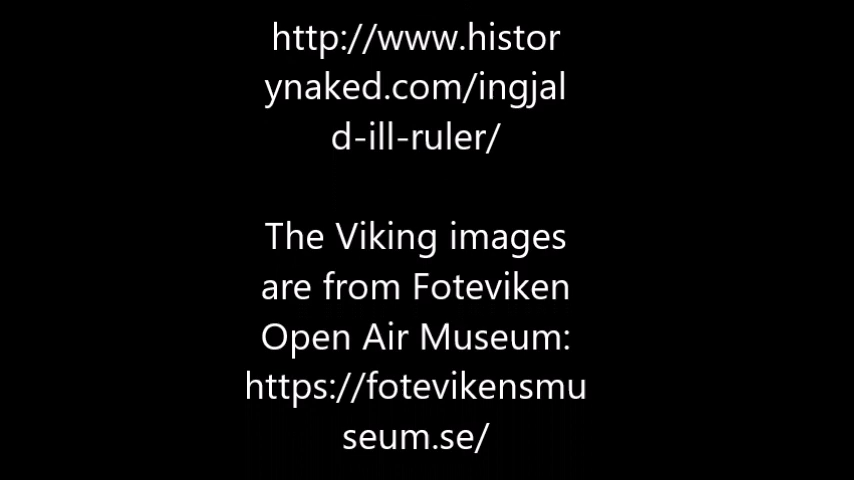 http://www.histor
ynaked.com/ingjal
d-ill-ruler/
The Viking images
are from Foteviken
Open Air Museum:
https://fotevikensmu
seum.se/